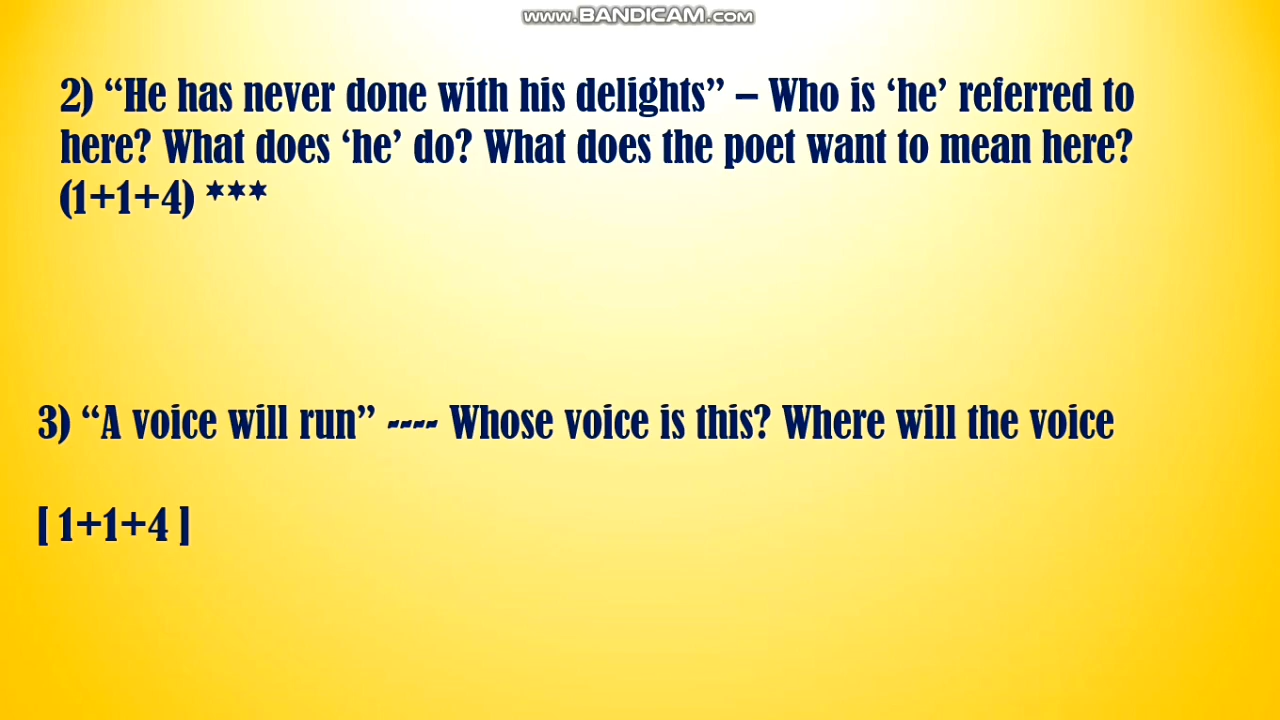 www.BANDICAM.com
2) “He has never done with his delights” – Who is ‘he’ referred to
here? What does ‘he’ do? What does the poet want to mean here?
(1+1+4) ***
3) “A voice will run” ---- Whose voice is this? Where will the voice
[ 1+1+4 ]